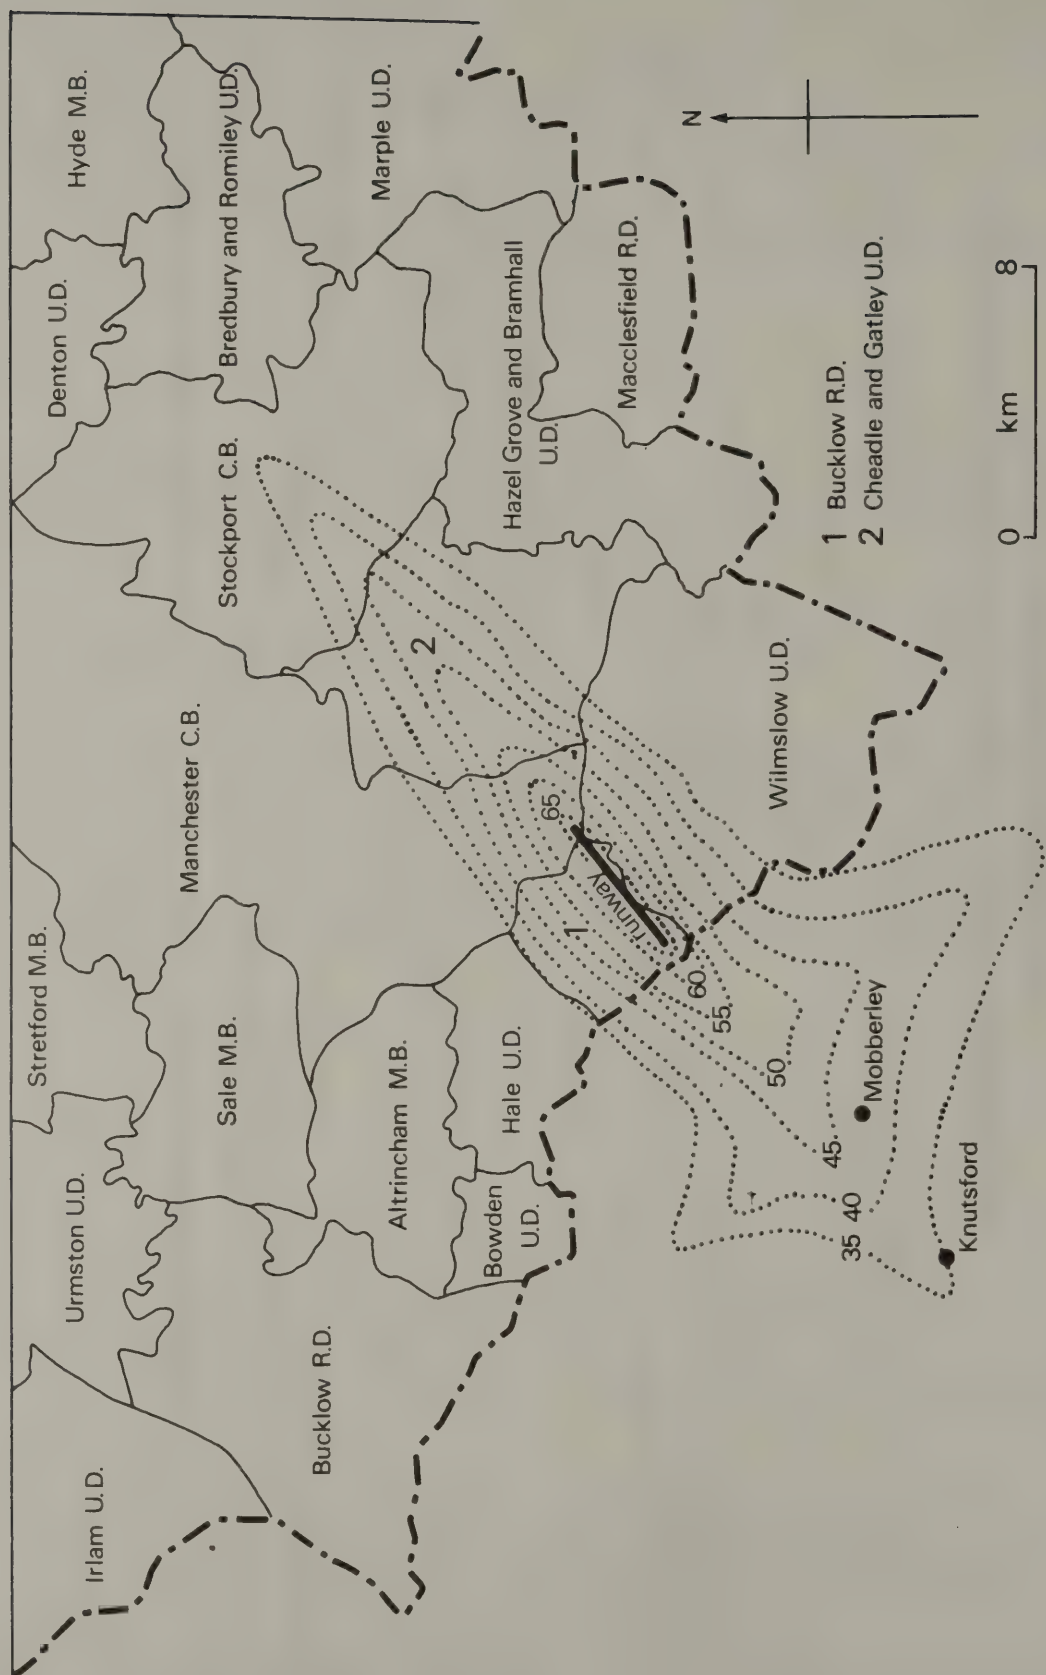 Irlam U.D.
Urmston U.D.
Stretford M.B.
Denton U.D.
Hyde M.B.
Manchester C.B.
Sale M.B.
Stockport C.B.
Bredbury and Romiley U.D.
Bucklow R.D.
Altrincham M.B.
Marple U.D.
Bowden
U.D.
Hale U.D.
2
Hazel Grove and Bramhall
U.D.
65
1
runway
Macclesfield R.D.
N
60
55
50
45
40
35
Wilmslow U.D.
Mobberley
Knutsford
1 Bucklow R.D.
2 Cheadle and Gatley U.D.
0 km 8